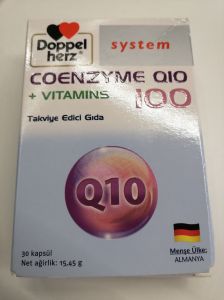 Doppel
herz®
system
COENZYME Q10
+ VITAMINS 100
Takviye Edici Gıda
Q10
30 kapsül
Net ağırlık: 15,45 g
Menşe Ülke:
ALMANYA